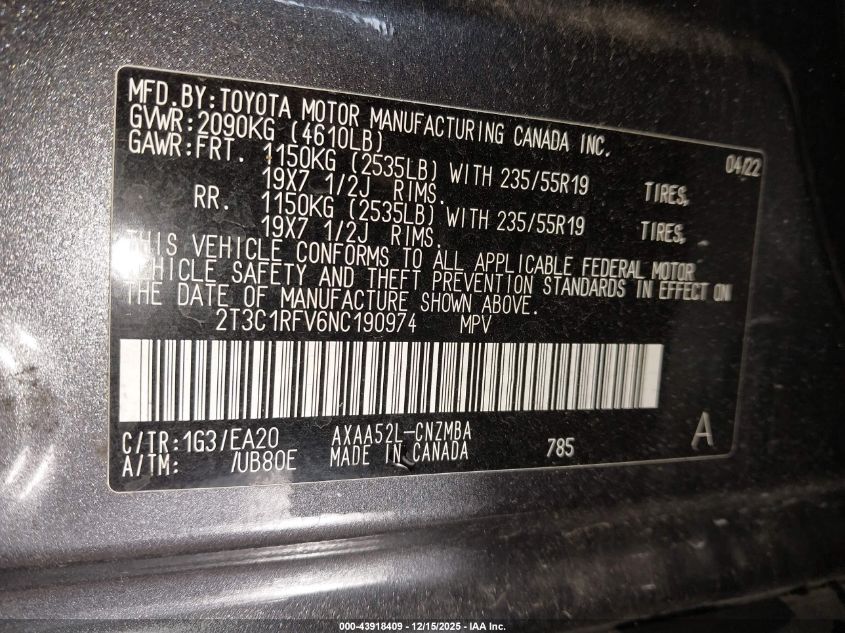 MFD.BY:TOYOTA MOTOR MANUFACTURING CANADA INC.
GVWR:2090KG (4610LB) 04/22
GAWR:FRT. 1150KG (2535LB) WITH 235/55R19 TIRES,
19X7 1/2J RIMS.
RR. 1150KG (2535LB) WITH 235/55R19 TIRES,
19X7 1/2J RIMS.
THIS VEHICLE CONFORMS TO ALL APPLICABLE FEDERAL MOTOR
VEHICLE SAFETY AND THEFT PREVENTION STANDARDS IN EFFECT ON
THE DATE OF MANUFACTURE SHOWN ABOVE.
2T3C1RFV6NC190974 MPV
C/TR:1G3/EA20 AXAA52L-CNZMBA A
A/TM: /UB80E MADE IN CANADA 785
000-43918409 - 12/15/2025 - IAA Inc.